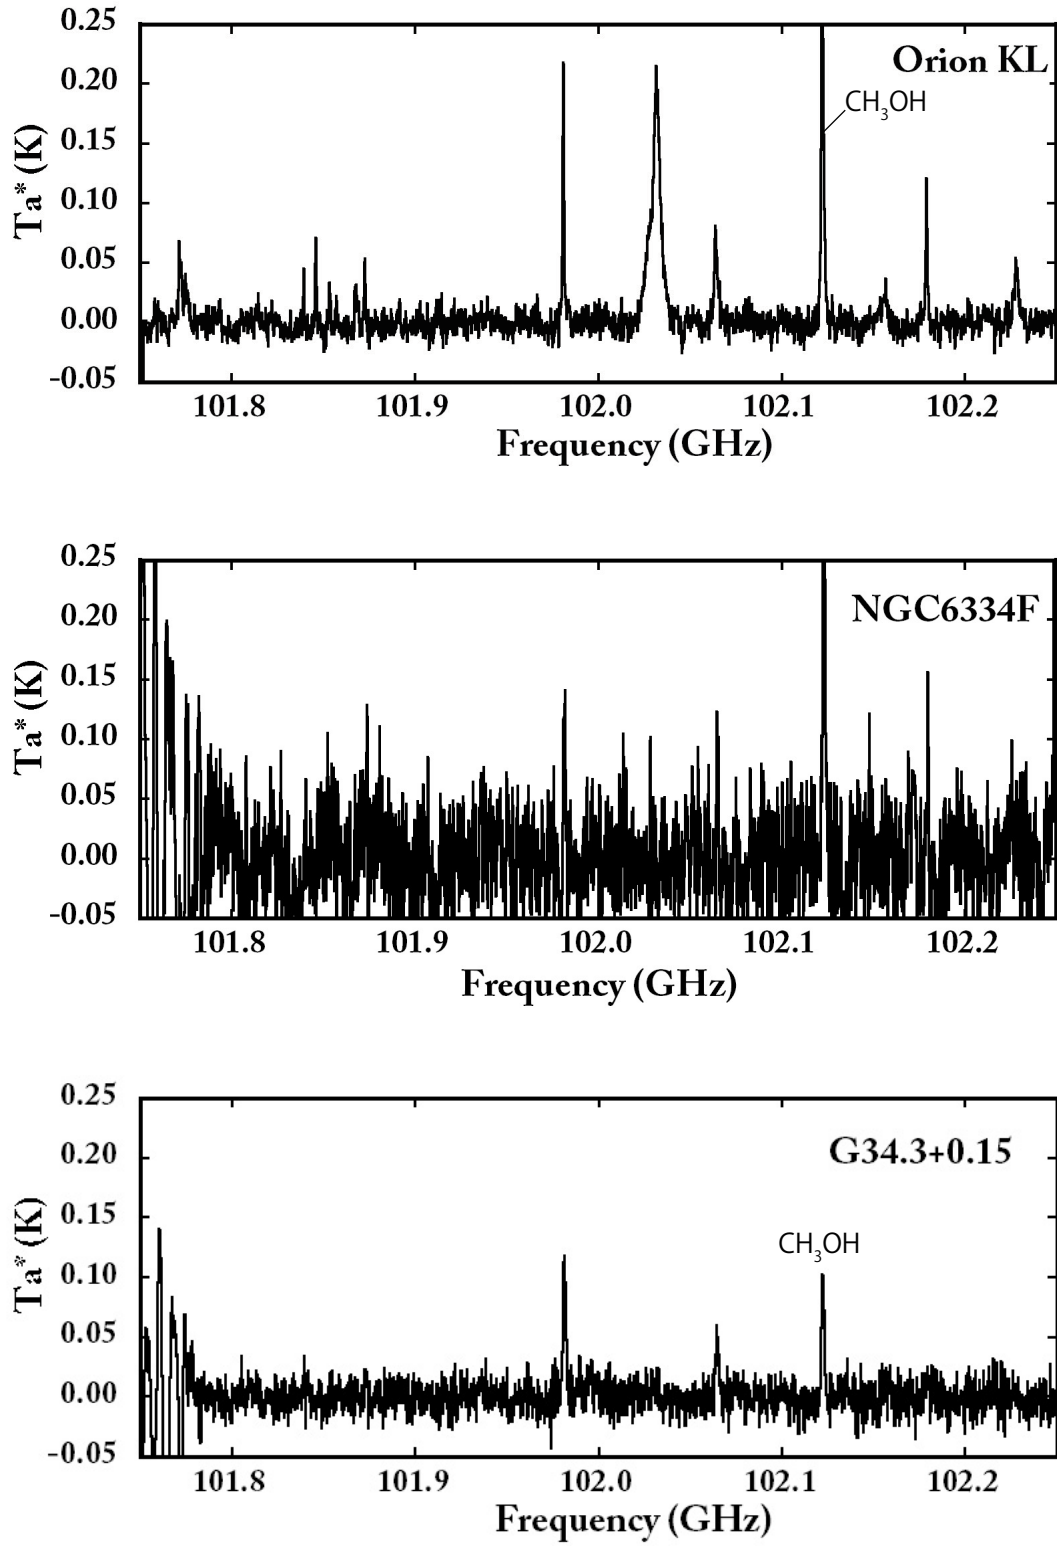 0.25
Orion KL
0.20
CH3OH
0.15
Ta* (K)
0.10
0.05
0.00
-0.05
101.8 101.9 102.0 102.1 102.2
Frequency (GHz)
0.25
NGC6334F
0.20
0.15
Ta* (K)
0.10
0.05
0.00
-0.05
101.8 101.9 102.0 102.1 102.2
Frequency (GHz)
0.25
G34.3+0.15
0.20
0.15
CH3OH
Ta* (K)
0.10
0.05
0.00
-0.05
101.8 101.9 102.0 102.1 102.2
Frequency (GHz)